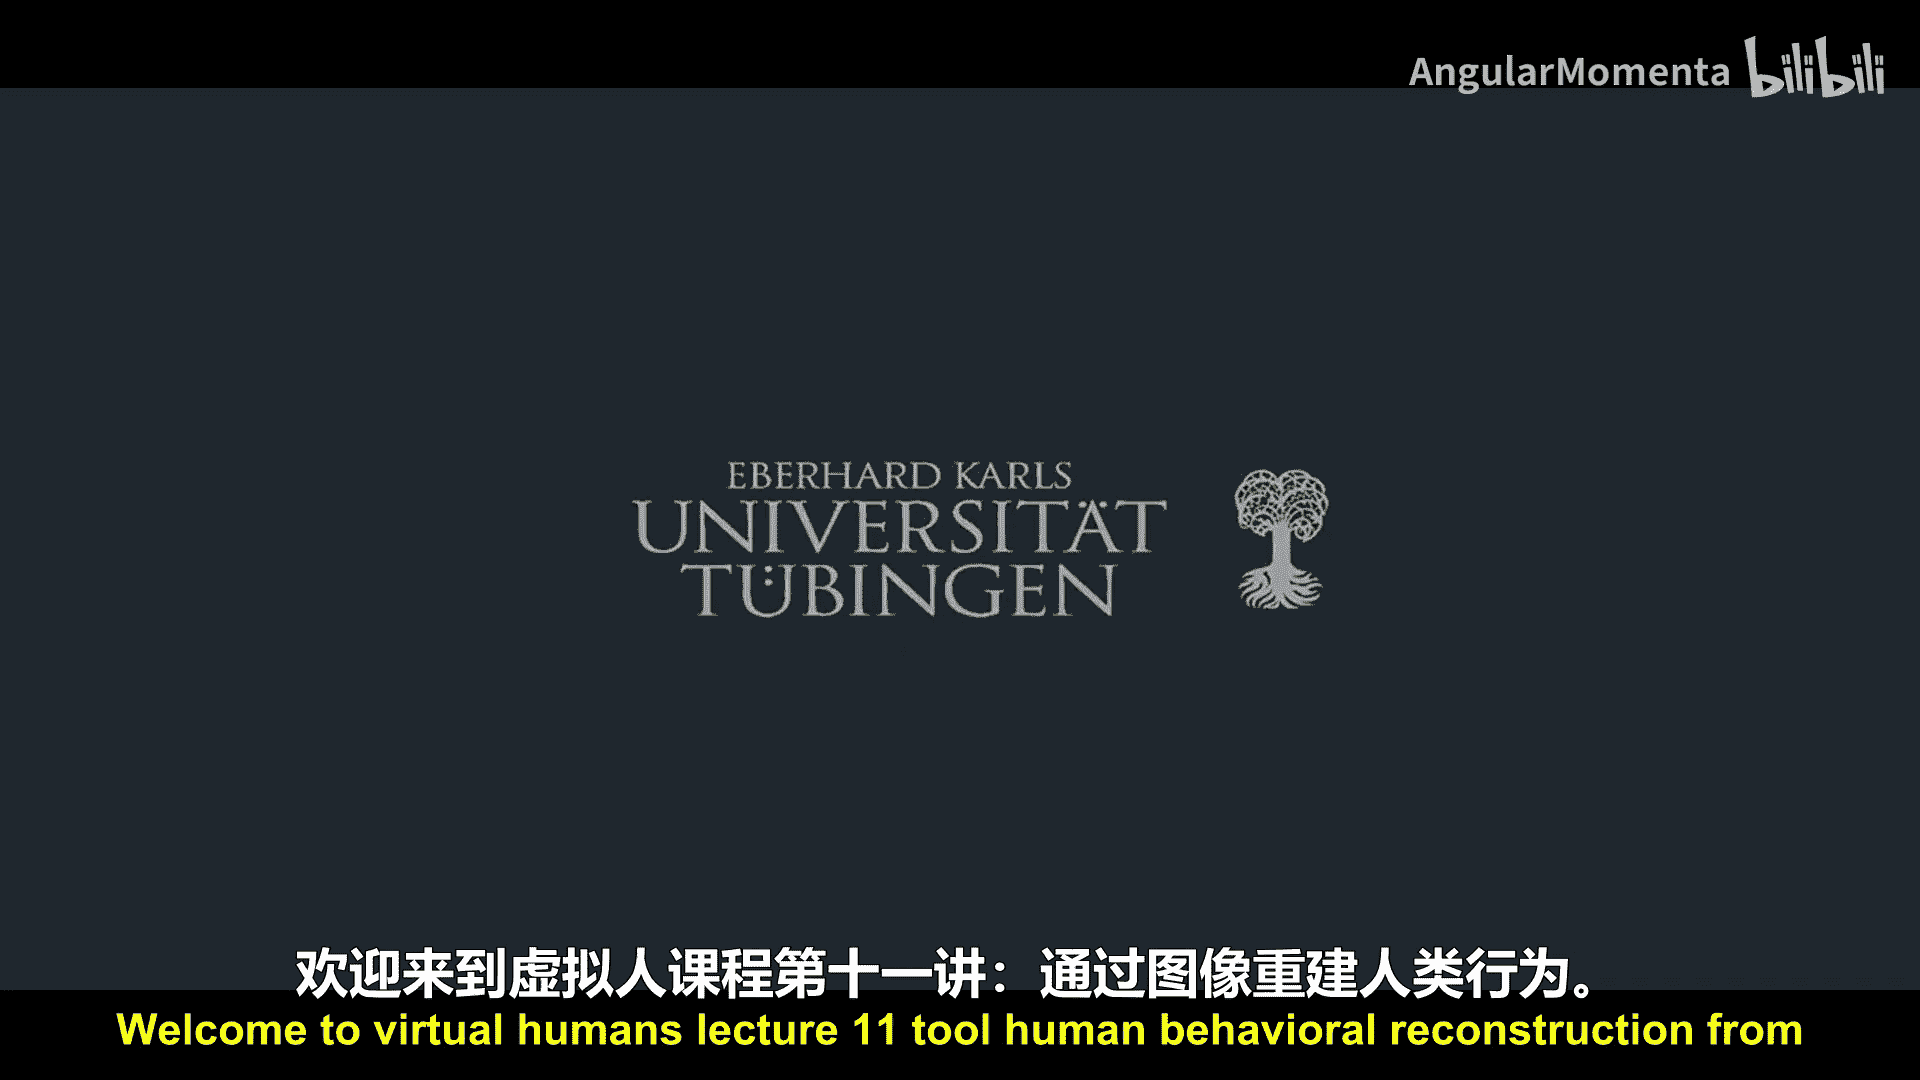 AngularMomenta bilibili
EBERHARD KARLS
UNIVERSITÄT
TÜBINGEN
欢迎来到虚拟人课程第十一讲：通过图像重建人类行为。
Welcome to virtual humans lecture 11 tool human behavioral reconstruction from